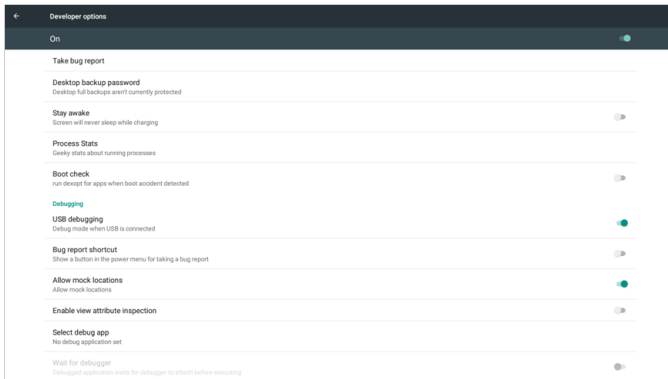 Developer options
On
Take bug report
Desktop backup password
Desktop full backups aren't currently protected
Stay awake
Screen will never sleep while charging
Process Stats
Geeky stats about running processes
Boot check
run dexopt for apps when boot accident detected
Debugging
USB debugging
Debug mode when USB is connected
Bug report shortcut
Show a button in the power menu for taking a bug report
Allow mock locations
Allow mock locations
Enable view attribute inspection
Select debug app
No debug application set
Wait for debugger
Debugged application waits for debugger to attach before executing